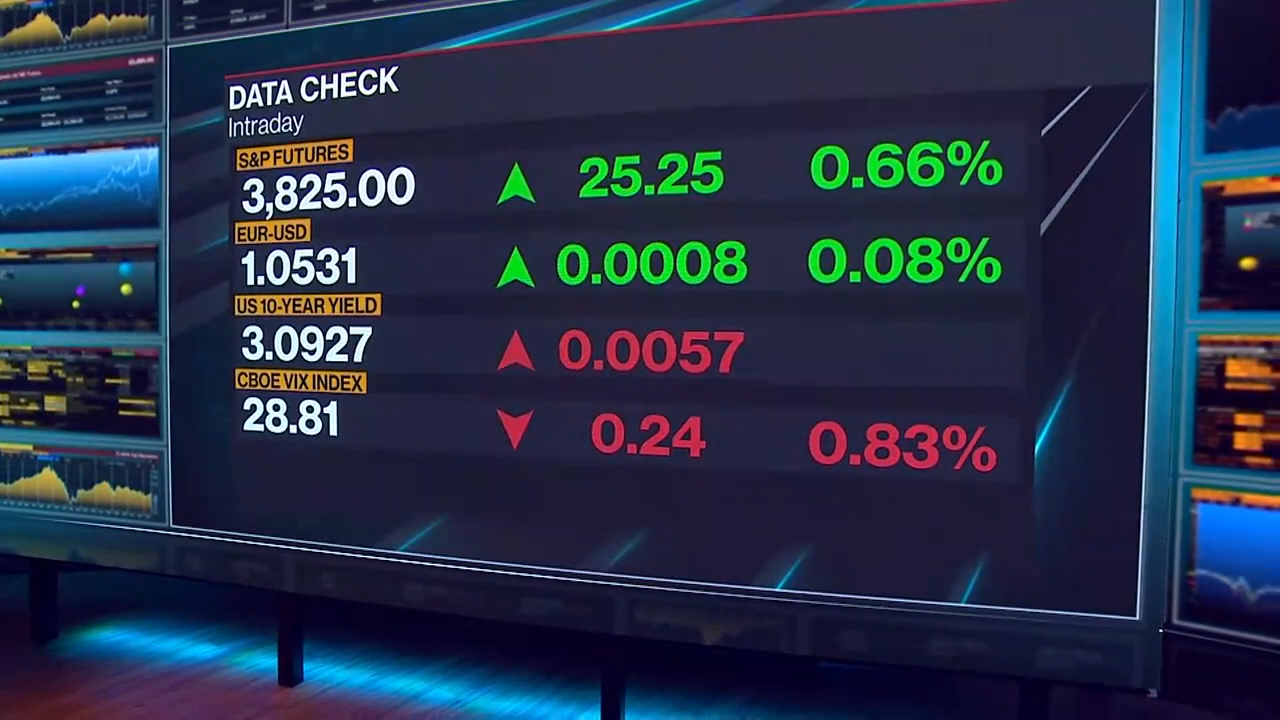 DATA CHECK
Intraday
S&P FUTURES
3,825.00 ▲ 25.25 0.66%
EUR-USD
1.0531 ▲ 0.0008 0.08%
US 10-YEAR YIELD
3.0927 ▲ 0.0057
CBOE VIX INDEX
28.81 ▼ 0.24 0.83%